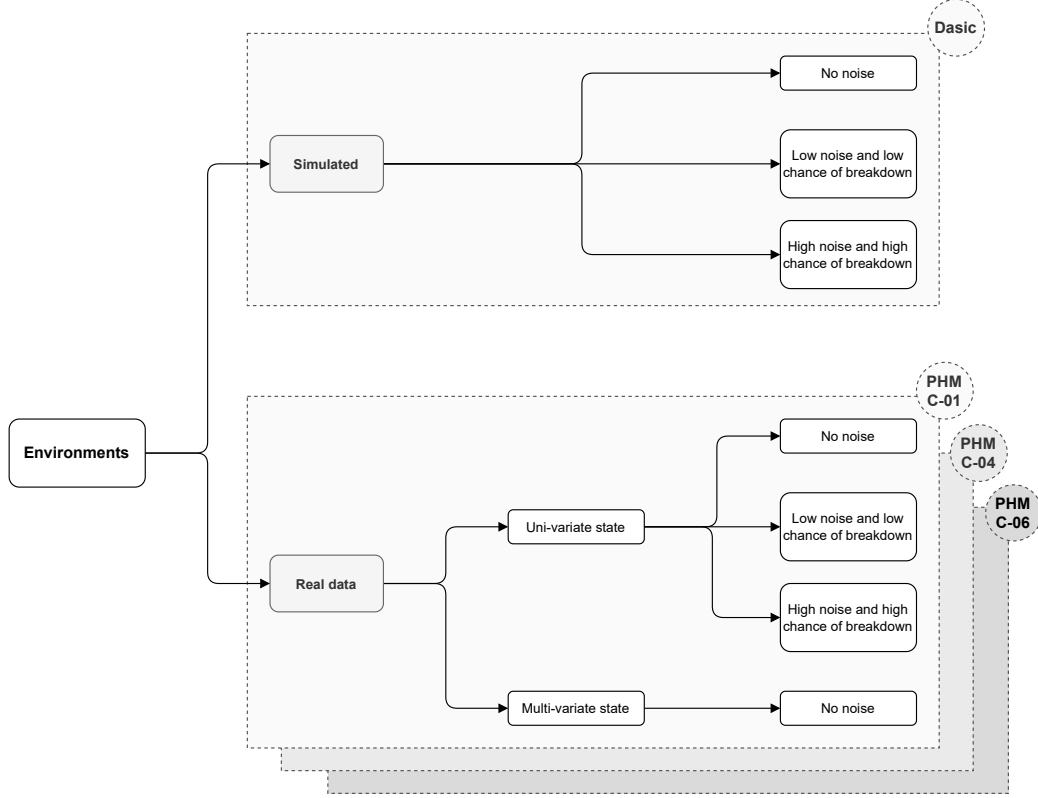 Dasic
No noise
Simulated
Low noise and low
chance of breakdown
High noise and high
chance of breakdown
Environments
PHM
C-01
No noise
PHM
C-04
PHM
C-06
Uni-variate state
Low noise and low
chance of breakdown
Real data
High noise and high
chance of breakdown
Multi-variate state
No noise